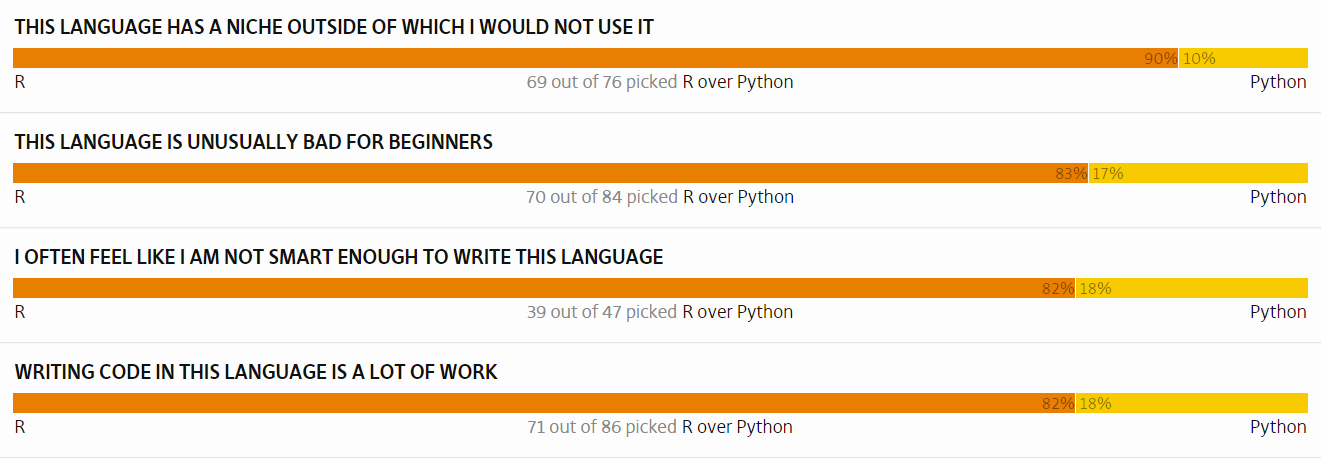 THIS LANGUAGE HAS A NICHE OUTSIDE OF WHICH I WOULD NOT USE IT
90% 10%
R 69 out of 76 picked R over Python Python
THIS LANGUAGE IS UNUSUALLY BAD FOR BEGINNERS
83% 17%
R 70 out of 84 picked R over Python Python
I OFTEN FEEL LIKE I AM NOT SMART ENOUGH TO WRITE THIS LANGUAGE
82% 18%
R 39 out of 47 picked R over Python Python
WRITING CODE IN THIS LANGUAGE IS A LOT OF WORK
82% 18%
R 71 out of 86 picked R over Python Python